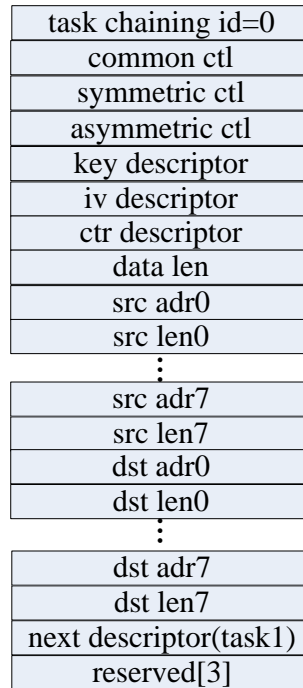 task chaining id=0
common ctl
symmetric ctl
asymmetric ctl
key descriptor
iv descriptor
ctr descriptor
data len
src adr0
src len0
⋮
src adr7
src len7
dst adr0
dst len0
⋮
dst adr7
dst len7
next descriptor(task1)
reserved[3]